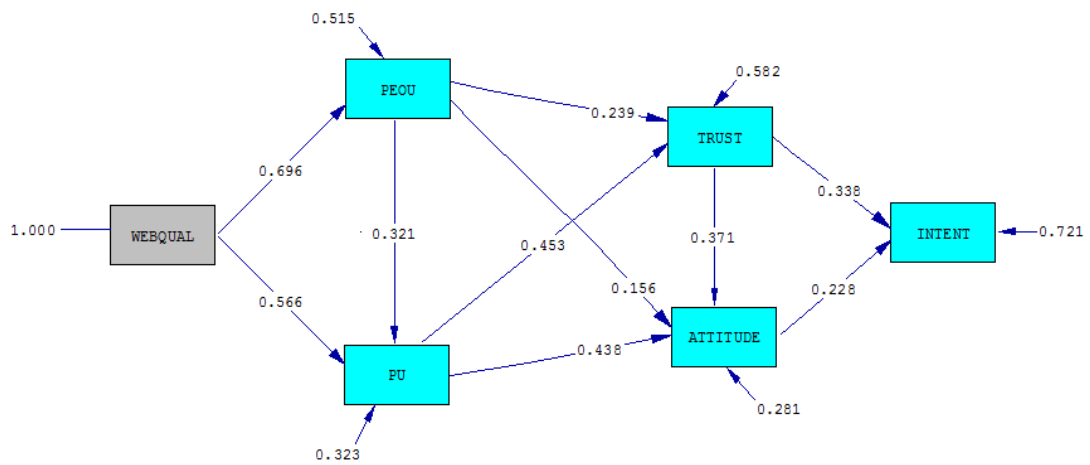 0.515
PEOU
0.582
0.239
TRUST
0.696
0.338
1.000
WEBQUAL
0.321
0.453
0.371
INTENT
0.721
0.566
0.156
0.228
ATTITUDE
0.438
PU
0.281
0.323